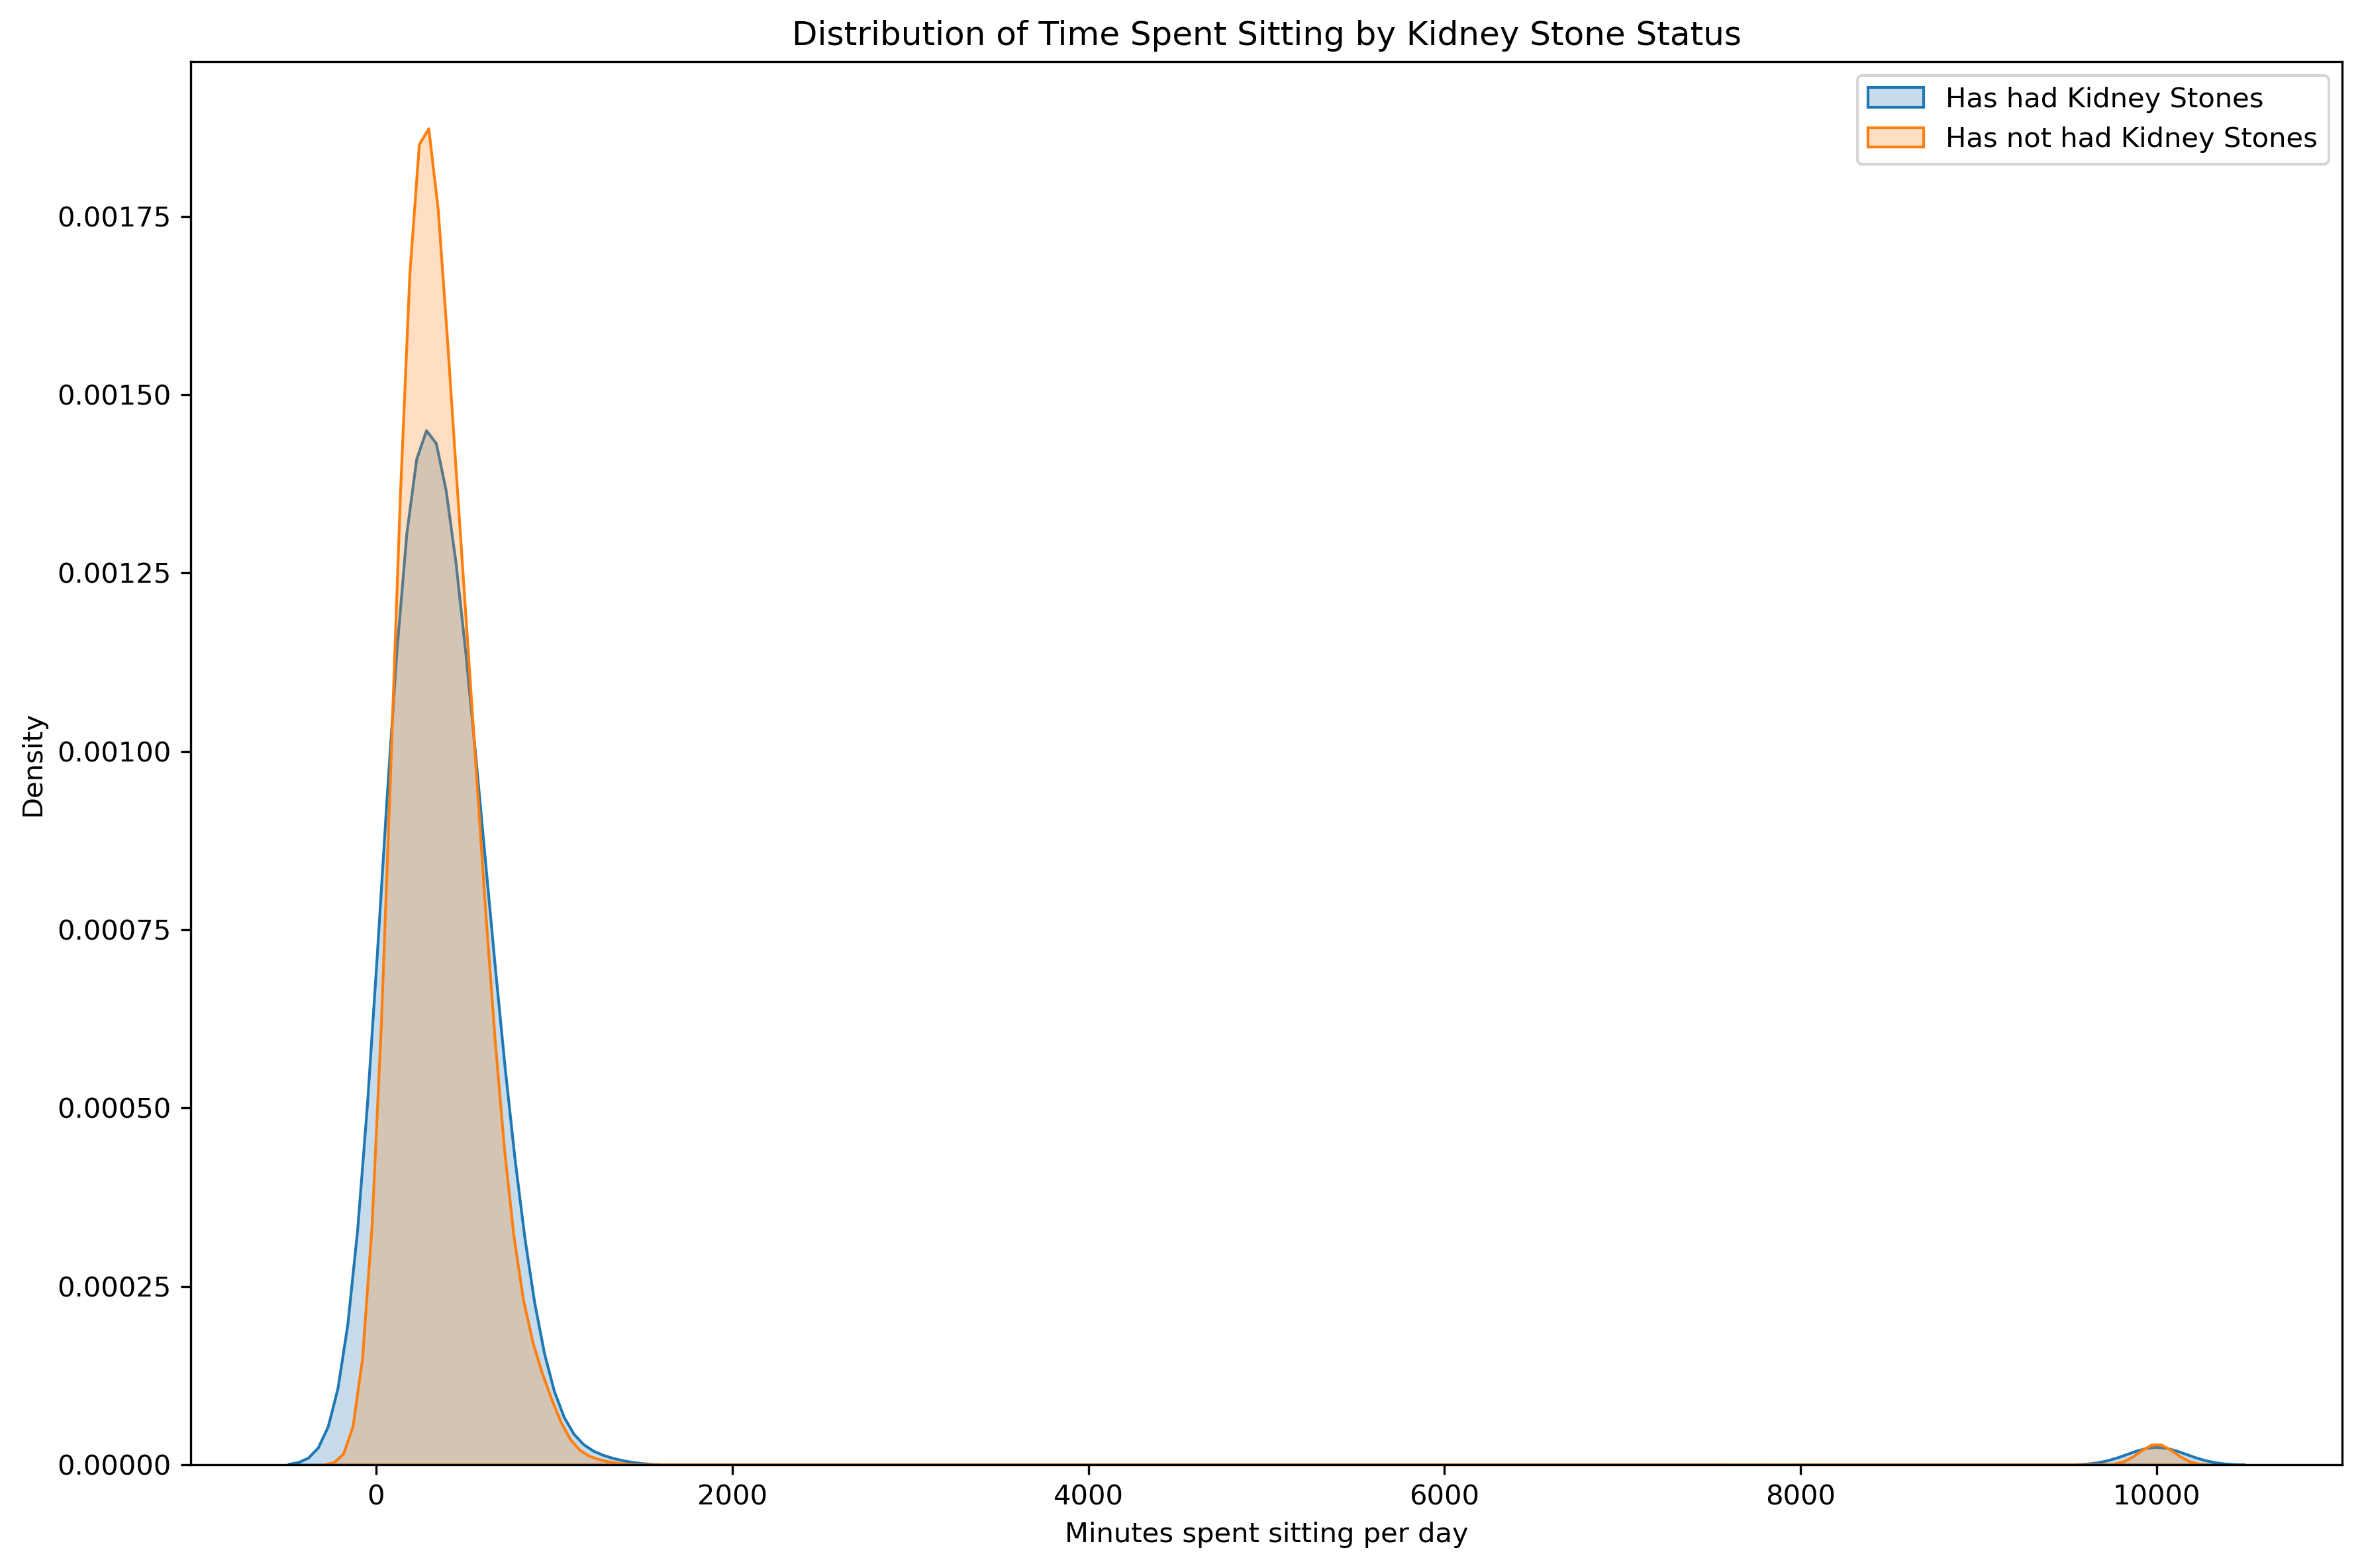 Distribution of Time Spent Sitting by Kidney Stone Status
Has had Kidney Stones
Has not had Kidney Stones
0.00175
0.00150
0.00125
0.00100
0.00075
0.00050
0.00025
0.00000
Density
0 2000 4000 6000 8000 10000
Minutes spent sitting per day